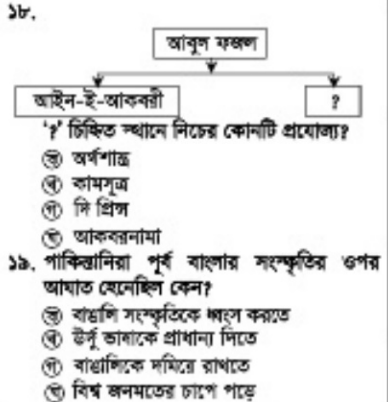 ১৮.
আবুল ফজল
আইন-ই-আকবরী
?
'?' চিহ্নিত স্থানে নিচের কোনটি প্রযোজ্য?
ক অর্থশাস্ত্র
খ কামসূত্র
গ দি প্রিন্স
ঘ আকবরনামা
১৯. পাকিস্তানিরা পূর্ব বাংলার সংস্কৃতির ওপর
আঘাত হেনেছিল কেন?
ক বাঙালি সংস্কৃতিকে ধ্বংস করতে
খ উর্দু ভাষাকে প্রাধান্য দিতে
গ বাঙালিকে দমিয়ে রাখতে
ঘ বিশ্ব জনমতের চাপে পড়ে